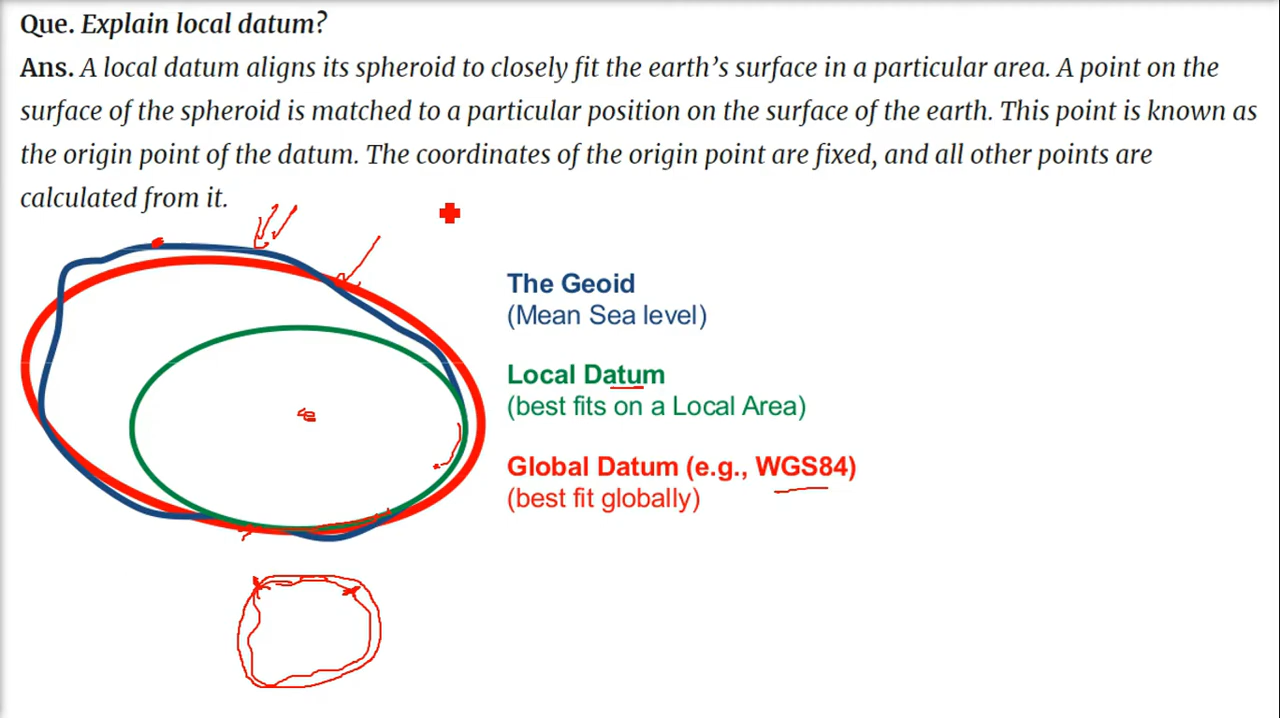 Que. Explain local datum?
Ans. A local datum aligns its spheroid to closely fit the earth’s surface in a particular area. A point on the
surface of the spheroid is matched to a particular position on the surface of the earth. This point is known as
the origin point of the datum. The coordinates of the origin point are fixed, and all other points are
calculated from it.
The Geoid
(Mean Sea level)
Local Datum
(best fits on a Local Area)
Global Datum (e.g., WGS84)
(best fit globally)